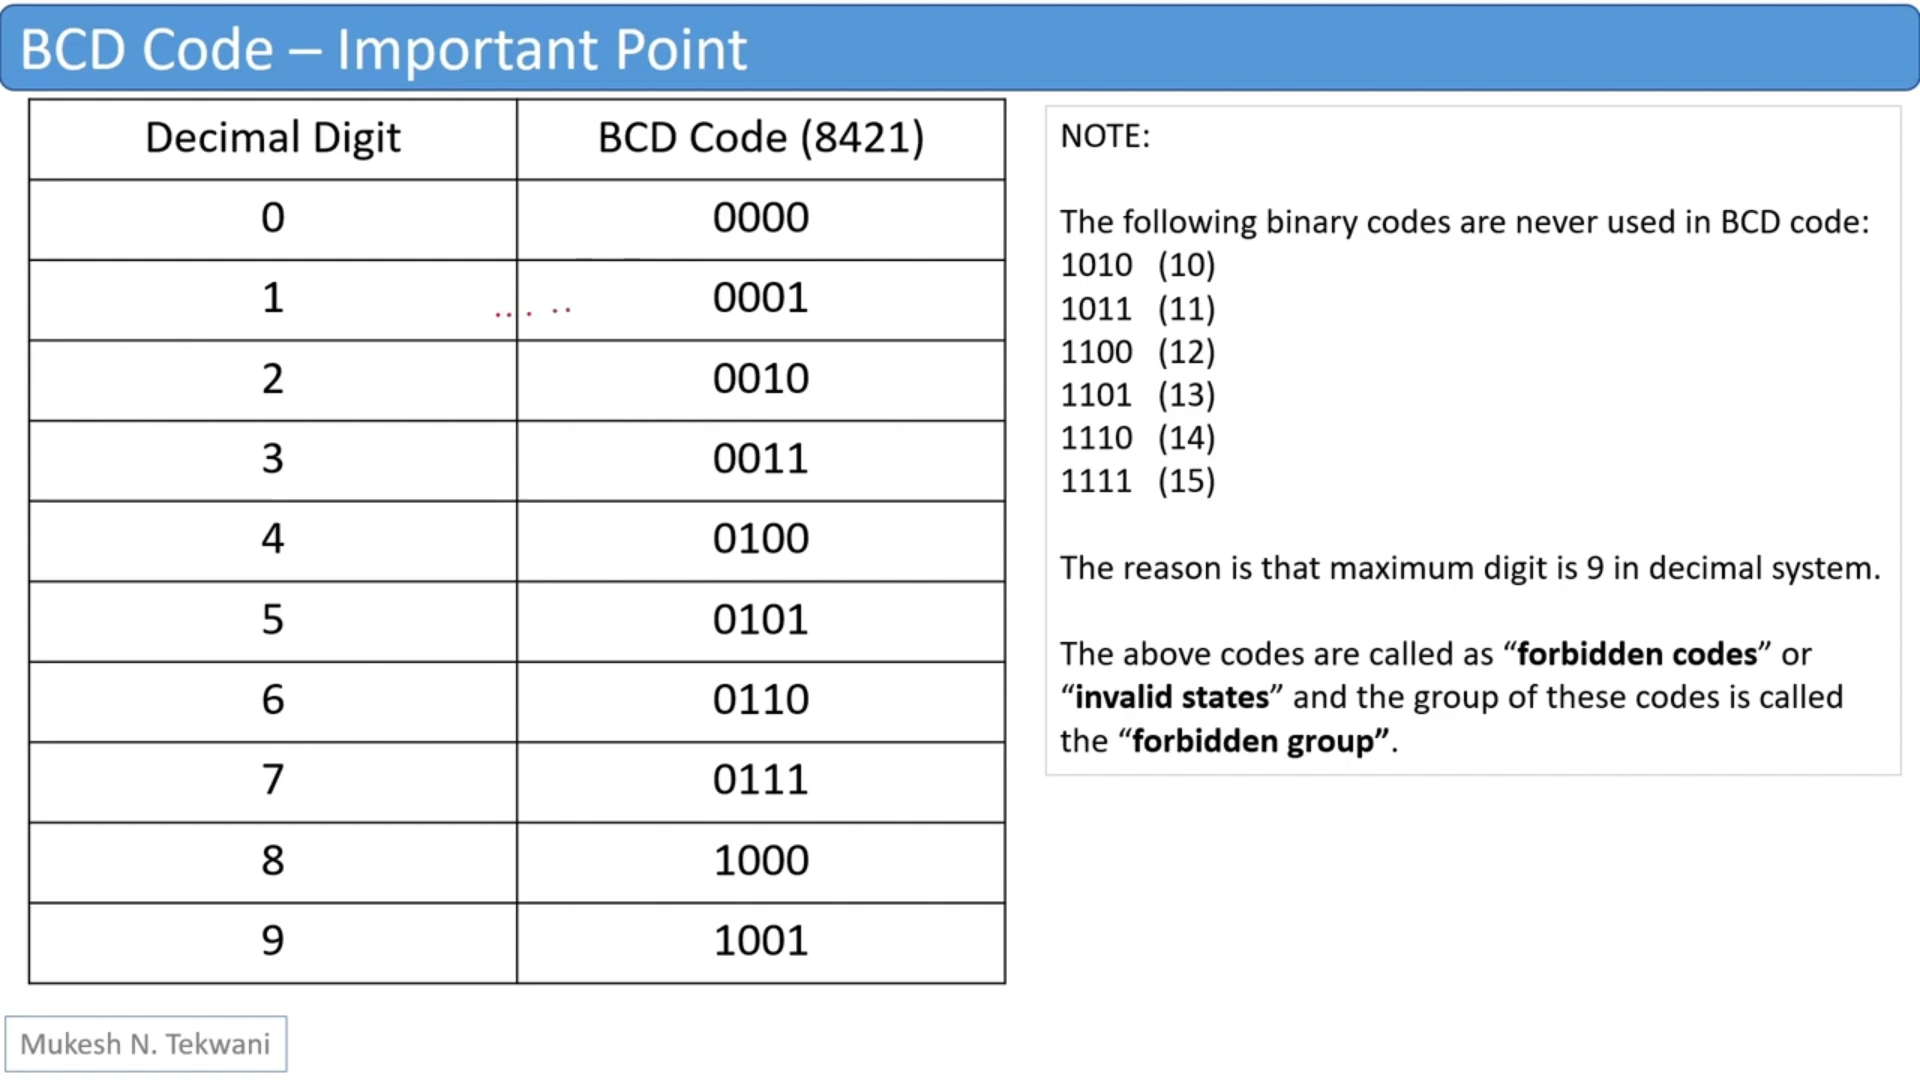 BCD Code – Important Point
Decimal Digit BCD Code (8421)
0 0000
1 0001
2 0010
3 0011
4 0100
5 0101
6 0110
7 0111
8 1000
9 1001
NOTE:
The following binary codes are never used in BCD code:
1010 (10)
1011 (11)
1100 (12)
1101 (13)
1110 (14)
1111 (15)
The reason is that maximum digit is 9 in decimal system.
The above codes are called as “forbidden codes” or
“invalid states” and the group of these codes is called
the “forbidden group”.
Mukesh N. Tekwani